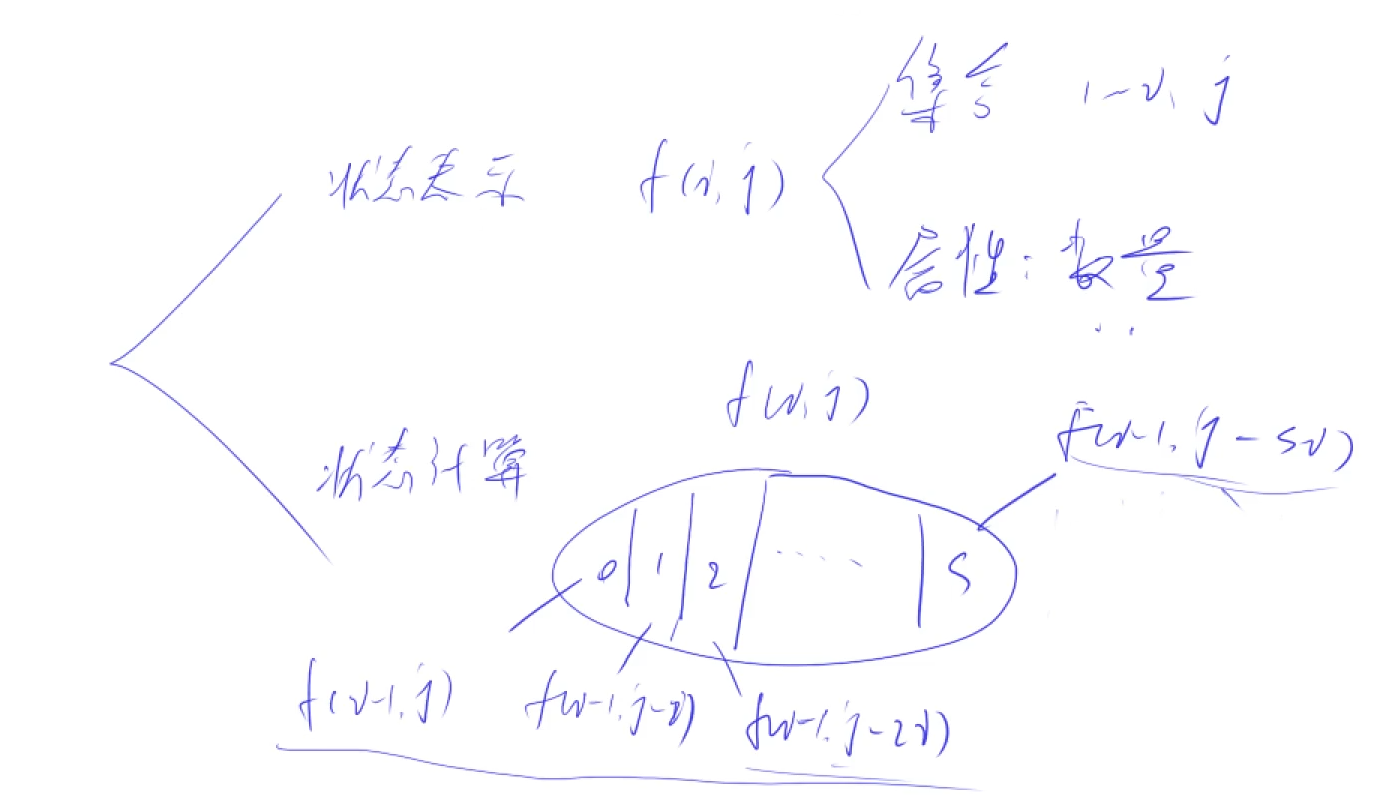 集合 1~i, j
状态表示 f(i, j)
属性：数量
f(i, j)
f(i-1, j-si)
状态计算
0 1 2 ..... s
f(i-1, j) f(i-1, j-i) f(i-1, j-2i)